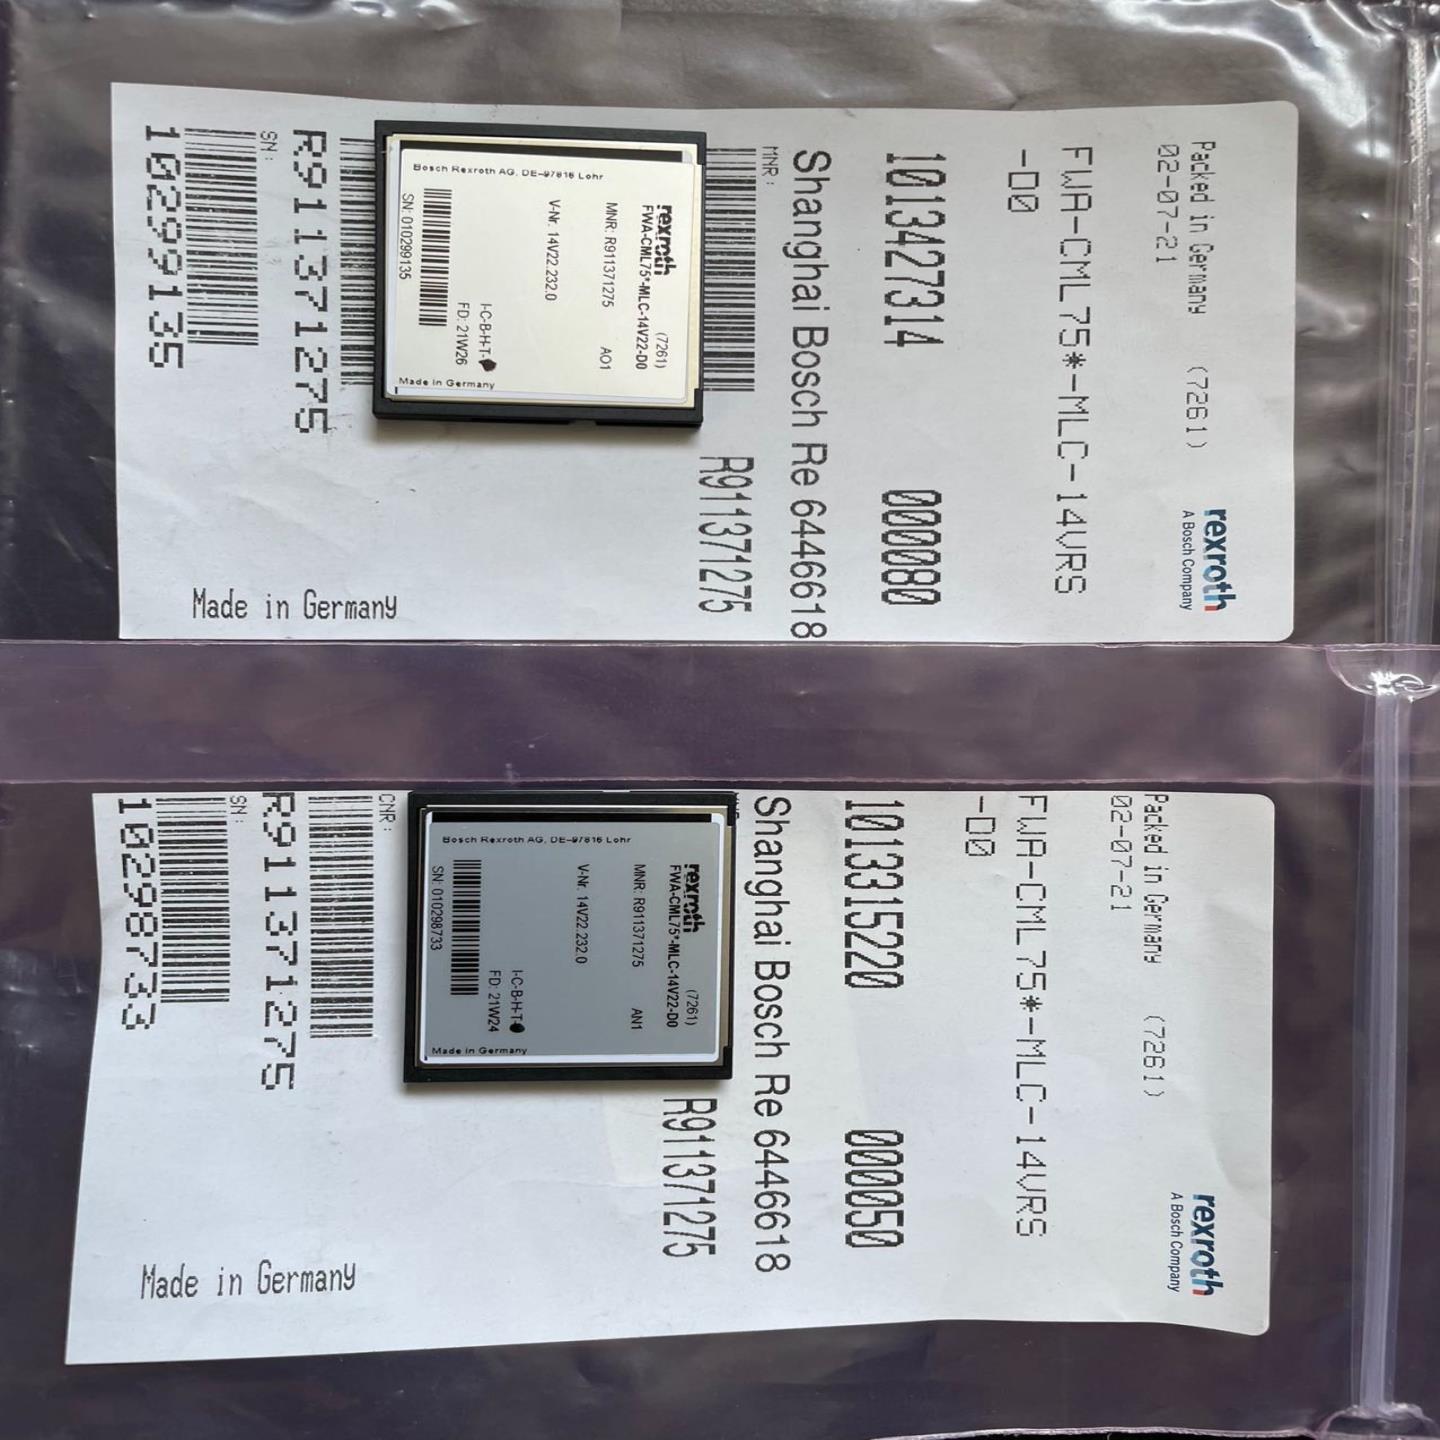 Packed in Germany (7261)
02-07-21
rexroth
A Bosch Company
FWA-CML75*-MLC-14VRS
-D0
1013427314 000080
Shanghai Bosch Re 6446618
MNR:
R911371275
R911371275
SN:
10299135
Made in Germany
rexroth (7261)
FWA-CML75*-MLC-14V22-D0
MNR: R911371275 AO1
V-Nr. 14V22.232.0
I-C-B-H-T-
FD: 21W26
SN: 010299135
Bosch Rexroth AG, DE-97816 Lohr
Made in Germany
Packed in Germany (7261)
02-07-21
rexroth
A Bosch Company
FWA-CML75*-MLC-14VRS
-D0
1013315220 000050
Shanghai Bosch Re 6446618
R911371275
CNR:
R911371275
SN:
10298733
Made in Germany
rexroth (7261)
FWA-CML75*-MLC-14V22-D0
MNR: R911371275 AN1
V-Nr. 14V22.232.0
I-C-B-H-T-
FD: 21W24
SN: 010298733
Bosch Rexroth AG, DE-97816 Lohr
Made in Germany